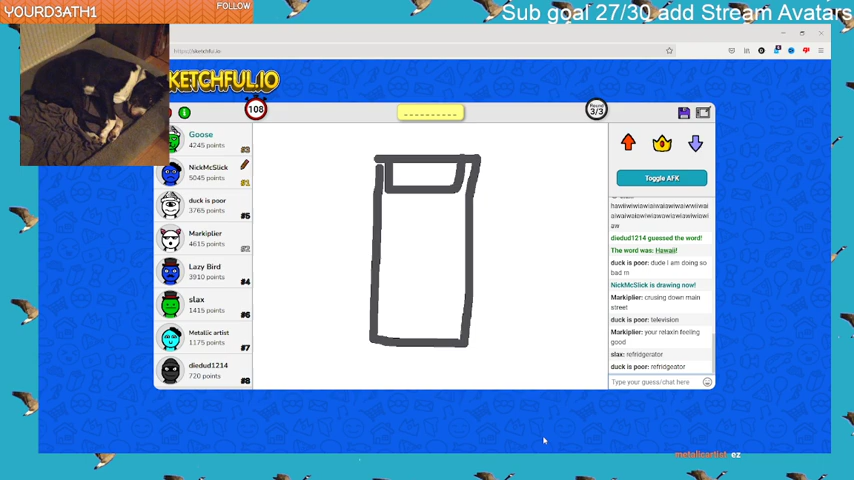 YOURD3ATH1
FOLLOW
Sub goal 27/30 add Stream Avatars
https://sketchful.io
SKETCHFUL.IO
108
Round
3/3
Goose
4245 points
#3
NickMcSlick
5045 points
#1
duck is poor
3765 points
#5
Markiplier
4615 points
#2
Lazy Bird
3910 points
#4
slax
1415 points
#6
Metallic artist
1175 points
#7
diedud1214
720 points
#8
Toggle AFK
aw
diedud1214 guessed the word!
The word was: Hawaii!
duck is poor: dude I am doing so
bad rn
NickMcSlick is drawing now!
Markiplier: crusing down main
street
duck is poor: television
Markiplier: your relaxin feeling
good
slax: refridgerator
duck is poor: refridgeator
Type your guess/chat here
metalicartist ez